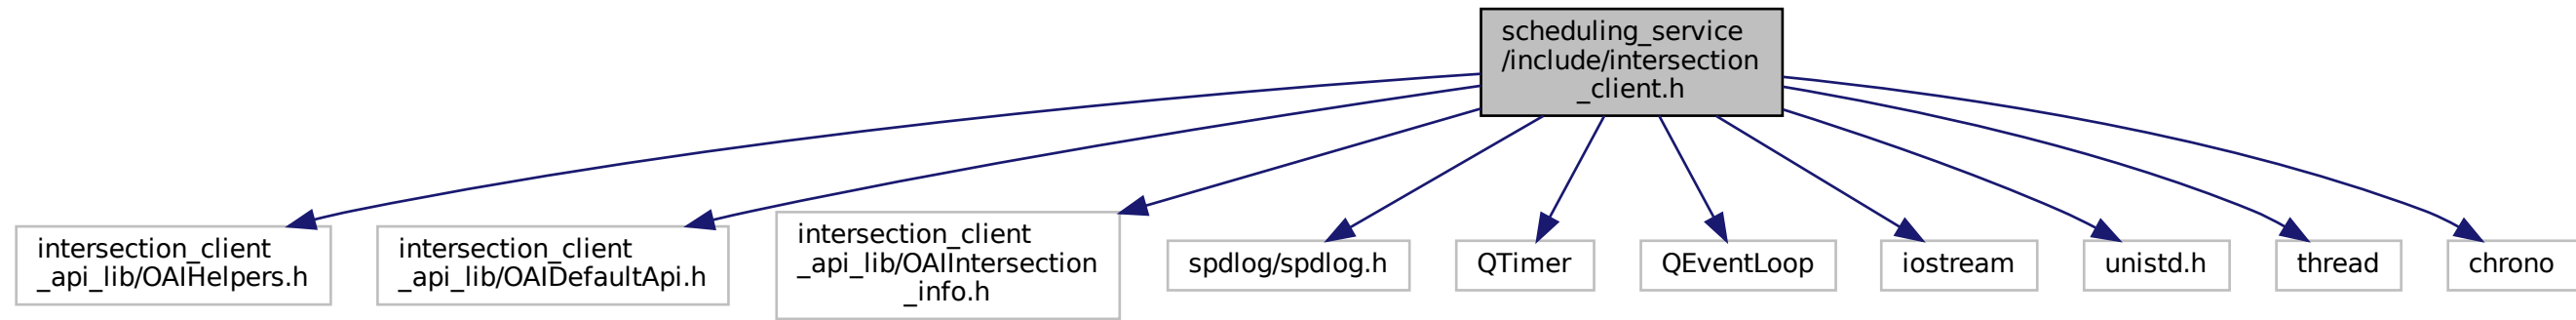 scheduling_service
/include/intersection
_client.h
intersection_client
_api_lib/OAIHelpers.h
intersection_client
_api_lib/OAIDefaultApi.h
intersection_client
_api_lib/OAIIntersection
_info.h
spdlog/spdlog.h
QTimer
QEventLoop
iostream
unistd.h
thread
chrono